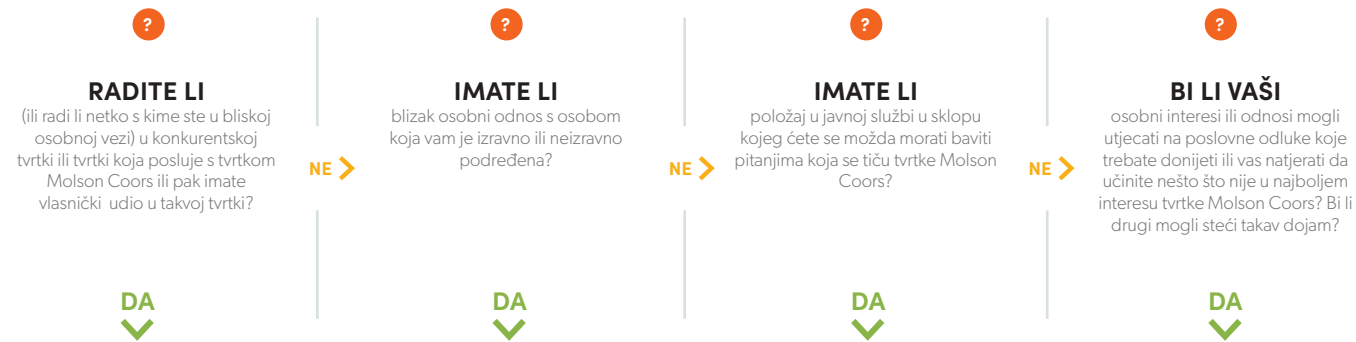 ?
RADITE LI
(ili radi li netko s kime ste u bliskoj
osobnoj vezi) u konkurentskoj
tvrtki ili tvrtki koja posluje s tvrtkom
Molson Coors ili pak imate
vlasnički udio u takvoj tvrtki?
DA
NE
?
IMATE LI
blizak osobni odnos s osobom
koja vam je izravno ili neizravno
podređena?
DA
NE
?
IMATE LI
položaj u javnoj službi u sklopu
kojeg ćete se možda morati baviti
pitanjima koja se tiču tvrtke Molson
Coors?
DA
NE
?
BI LI VAŠI
osobni interesi ili odnosi mogli
utjecati na poslovne odluke koje
trebate donijeti ili vas natjerati da
učinite nešto što nije u najboljem
interesu tvrtke Molson Coors? Bi li
drugi mogli steći takav dojam?
DA